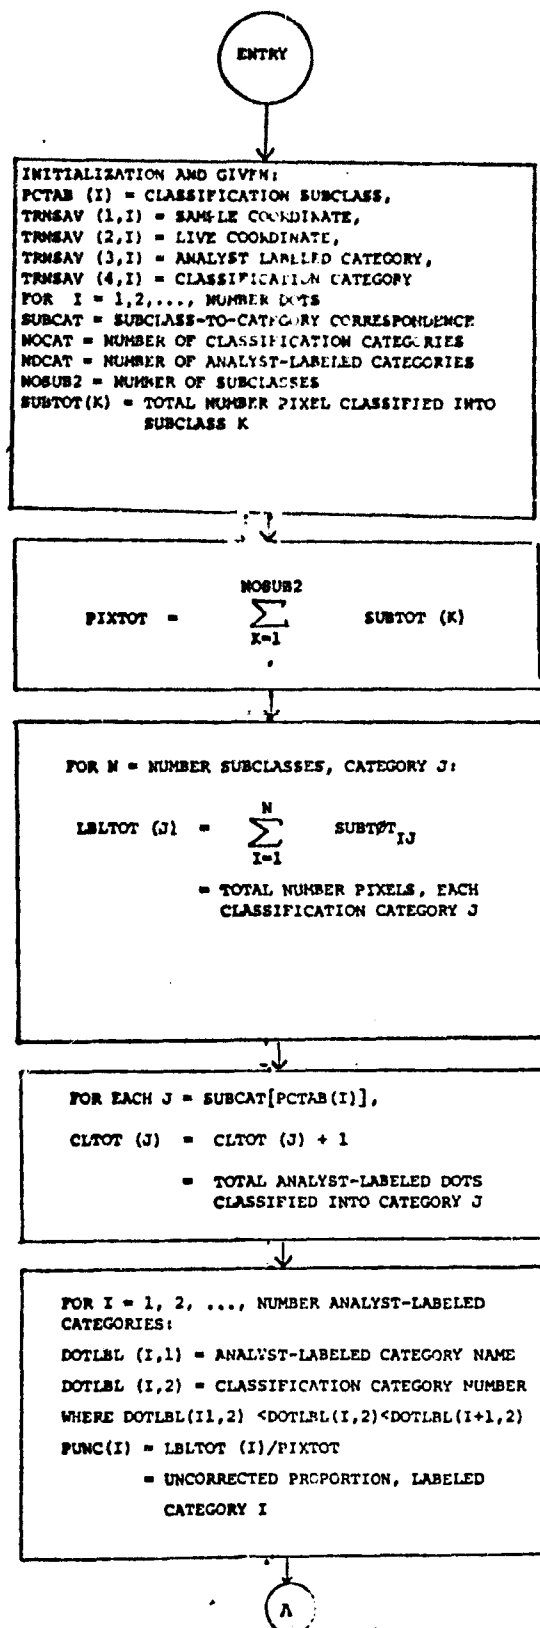 ENTRY
INITIALIZATION AND GIVEN:
PCTAB (I) = CLASSIFICATION SUBCLASS,
TRNSAV (1,I) = SAMPLE COORDINATE,
TRNSAV (2,I) = LIVE COORDINATE,
TRNSAV (3,I) = ANALYST LABELED CATEGORY,
TRNSAV (4,I) = CLASSIFICATION CATEGORY
FOR I = 1,2,..., NUMBER DOTS
SUBCAT = SUBCLASS-TO-CATEGORY CORRESPONDENCE
NOCAT = NUMBER OF CLASSIFICATION CATEGORIES
NDCAT = NUMBER OF ANALYST-LABELED CATEGORIES
NOSUB2 = NUMBER OF SUBCLASSES
SUBTOT(K) = TOTAL NUMBER PIXEL CLASSIFIED INTO
SUBCLASS K
NOSUB2
PIXTOT = ∑ SUBTOT (K)
K=1
FOR N = NUMBER SUBCLASSES, CATEGORY J:
N
LBLTOT (J) = ∑ SUBTØT IJ
I=1
= TOTAL NUMBER PIXELS, EACH
CLASSIFICATION CATEGORY J
FOR EACH J = SUBCAT[PCTAB(I)],
CLTOT (J) = CLTOT (J) + 1
= TOTAL ANALYST-LABELED DOTS
CLASSIFIED INTO CATEGORY J
FOR I = 1, 2, ..., NUMBER ANALYST-LABELED
CATEGORIES:
DOTLBL (I,1) = ANALYST-LABELED CATEGORY NAME
DOTLBL (I,2) = CLASSIFICATION CATEGORY NUMBER
WHERE DOTLBL(I1,2) <DOTLBL(I,2)<DOTLBL(I+1,2)
PUNC(I) = LBLTOT (I)/PIXTOT
= UNCORRECTED PROPORTION, LABELED
CATEGORY I
A